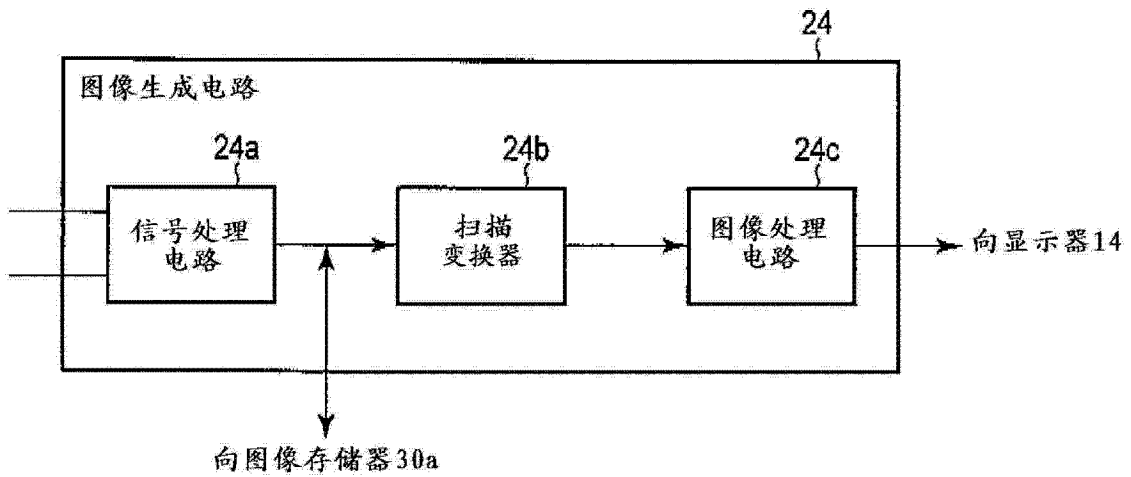 24
图像生成电路
24a
24b
24c
信号处理
电路
扫描
变换器
图像处理
电路
向显示器14
向图像存储器30a